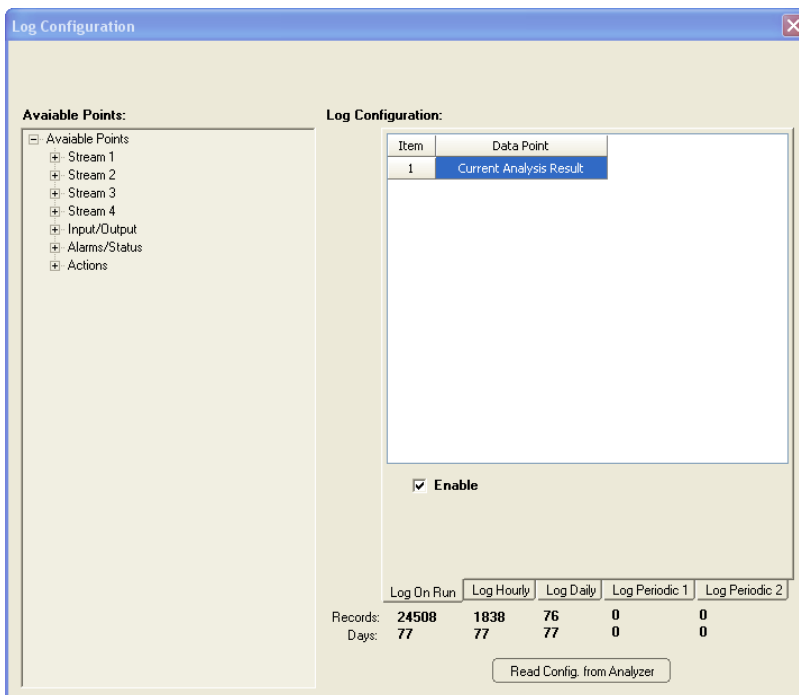 Log Configuration
Avaiable Points:
Avaiable Points
Stream 1
Stream 2
Stream 3
Stream 4
Input/Output
Alarms/Status
Actions
Log Configuration:
Item Data Point
1 Current Analysis Result
Enable
Log On Run Log Hourly Log Daily Log Periodic 1 Log Periodic 2
Records: 24508 1838 76 0 0
Days: 77 77 77 0 0
Read Config. from Analyzer